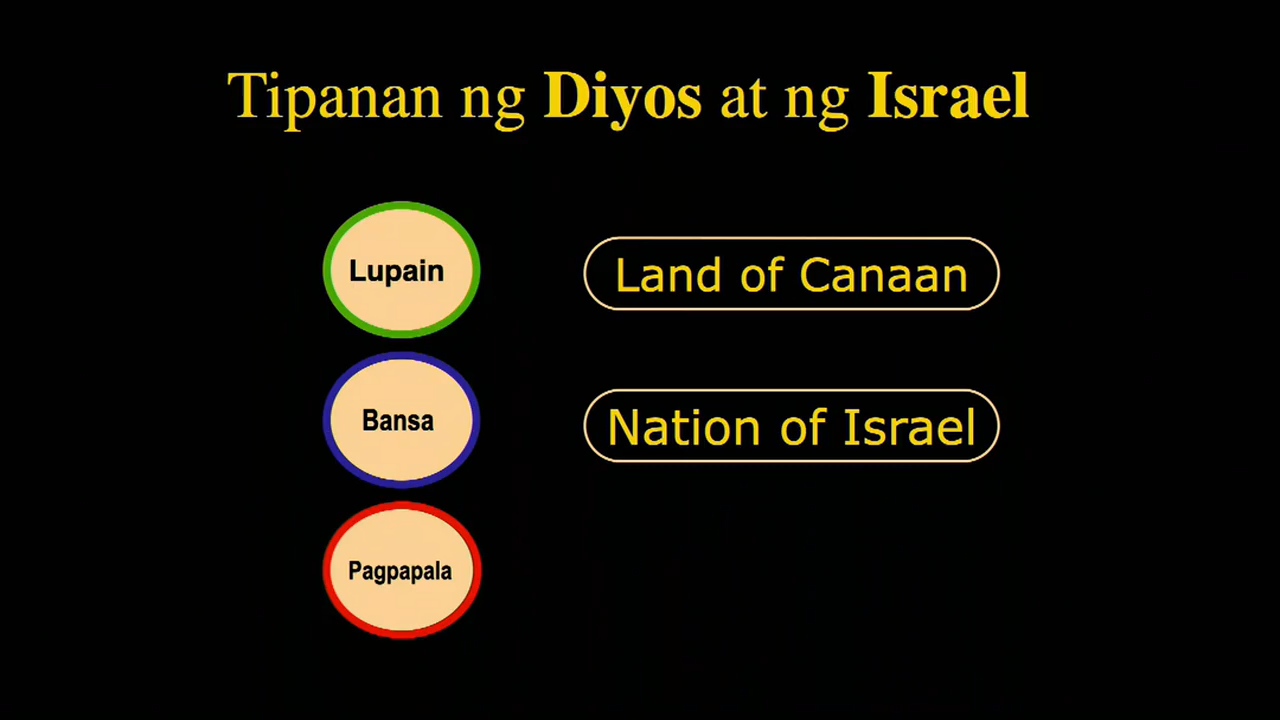 Tipanan ng Diyos at ng Israel
Lupain
Land of Canaan
Bansa
Nation of Israel
Pagpapala